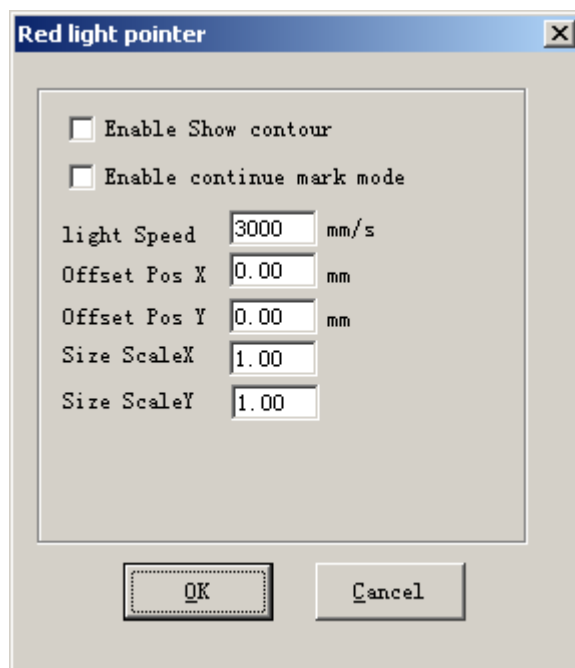 Red light pointer
Enable Show contour
Enable continue mark mode
light Speed 3000 mm/s
Offset Pos X 0.00 mm
Offset Pos Y 0.00 mm
Size ScaleX 1.00
Size ScaleY 1.00
OK Cancel